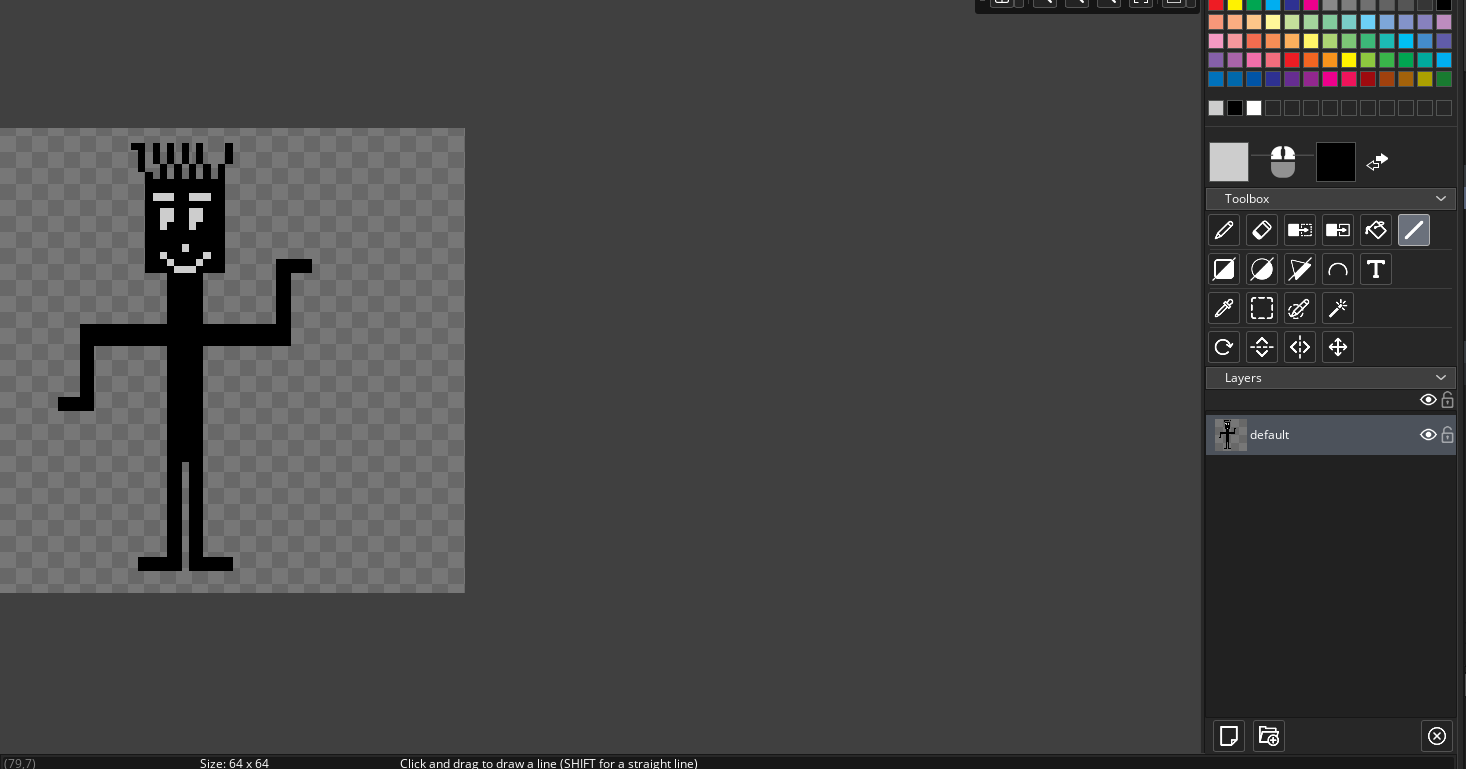 Toolbox
T
Layers
default
(79,7)
Size: 64 x 64
Click and drag to draw a line (SHIFT for a straight line)